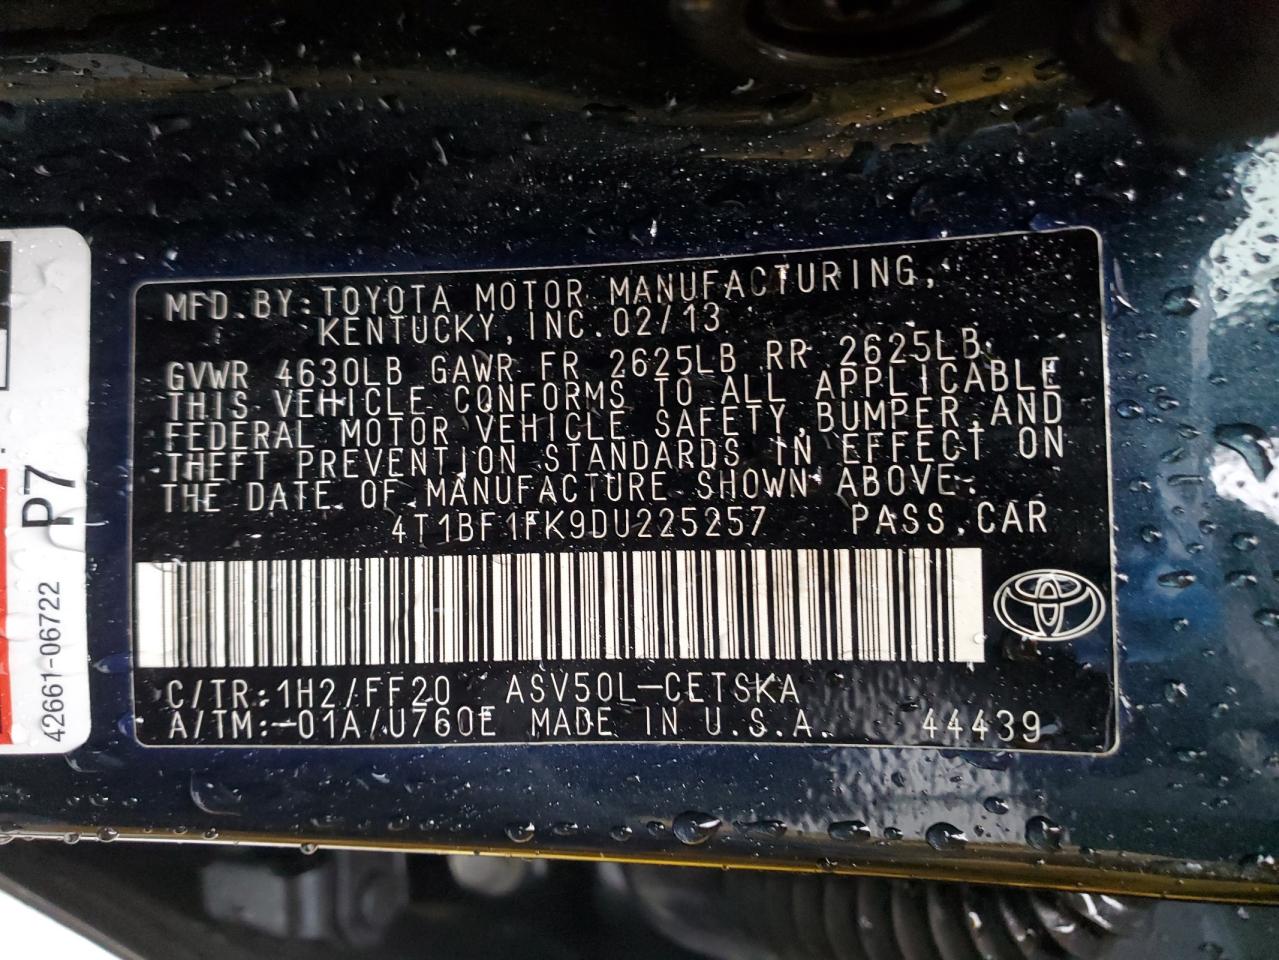 MFD.BY:TOYOTA MOTOR MANUFACTURING,
KENTUCKY, INC. 02/13
GVWR 4630LB GAWR FR 2625LB RR 2625LB
THIS VEHICLE CONFORMS TO ALL APPLICABLE
FEDERAL MOTOR VEHICLE SAFETY,BUMPER,AND
THEFT PREVENTION STANDARDS IN EFFECT ON
THE DATE OF MANUFACTURE SHOWN ABOVE.
4T1BF1FK9DU225257 PASS.CAR
C/TR:1H2/FF20 ASV50L-CETSKA
A/TM:-01A/U760E MADE IN U.S.A. 44439
P7
42661-06722